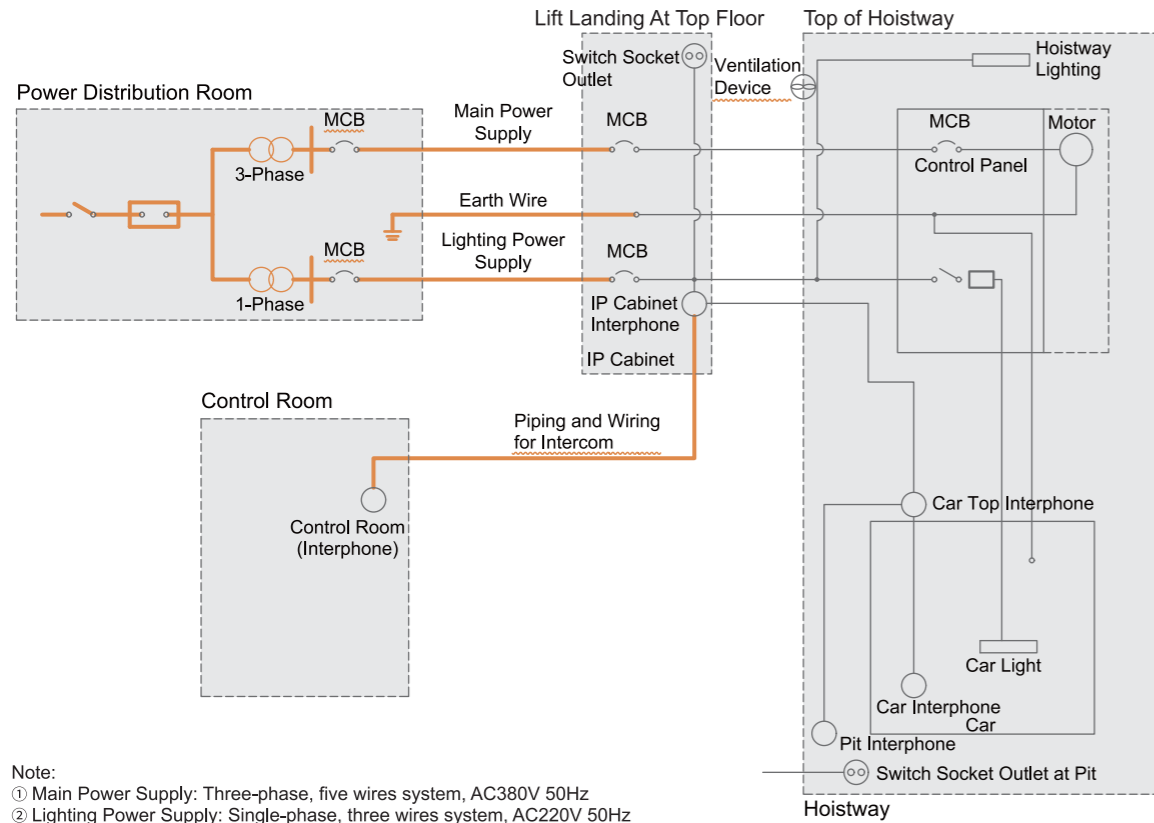 Lift Landing At Top Floor
Top of Hoistway
Switch Socket
Outlet
Ventilation
Device
Hoistway
Lighting
Power Distribution Room
MCB
Main Power
Supply
MCB
MCB
Motor
3-Phase
Control Panel
Earth Wire
MCB
Lighting Power
Supply
MCB
1-Phase
IP Cabinet
Interphone
IP Cabinet
Control Room
Piping and Wiring
for Intercom
Control Room
(Interphone)
Car Top Interphone
Car Light
Car Interphone
Car
Pit Interphone
Switch Socket Outlet at Pit
Hoistway
Note:
① Main Power Supply: Three-phase, five wires system, AC380V 50Hz
② Lighting Power Supply: Single-phase, three wires system, AC220V 50Hz